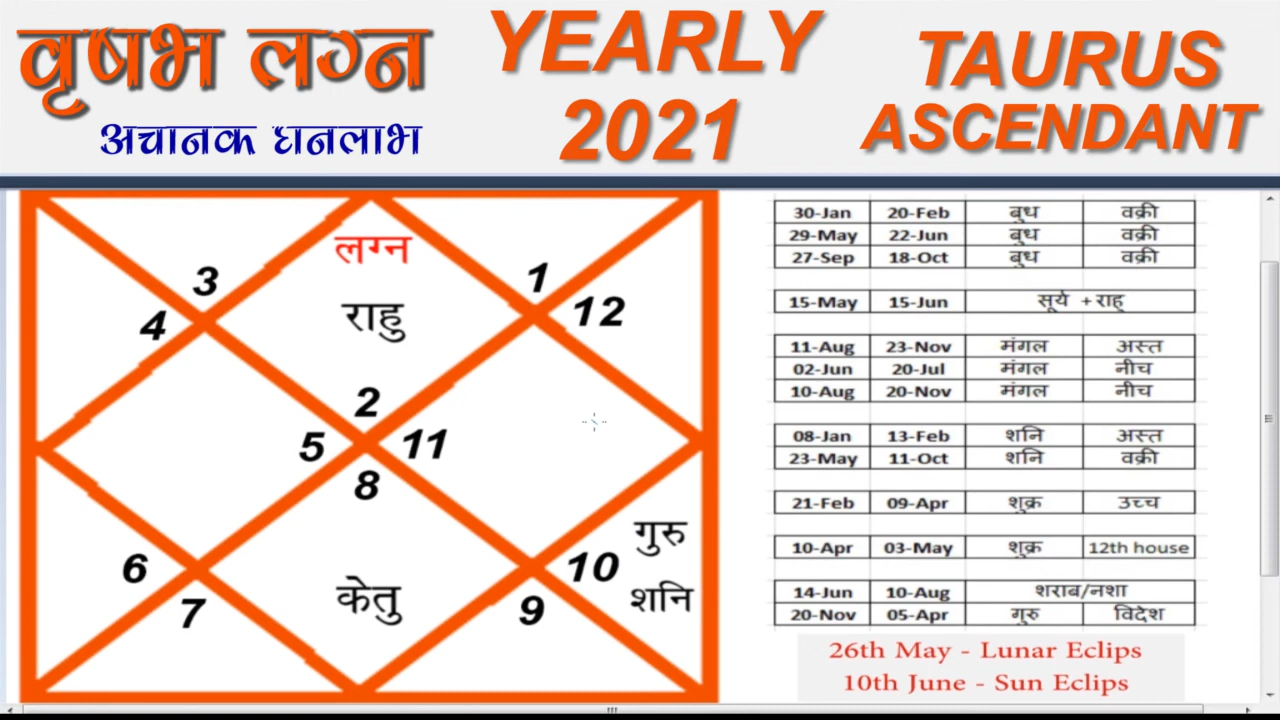 वृषभ लग्न
अचानक धनलाभ
YEARLY
2021
TAURUS
ASCENDANT
लग्न
राहु
3
4
1
12
2
5
11
8
6
7
केतु
9
10
गुरु
शनि
30-Jan 20-Feb बुध वक्री
29-May 22-Jun बुध वक्री
27-Sep 18-Oct बुध वक्री
15-May 15-Jun सूर्य +राहु
11-Aug 23-Nov मंगल अस्त
02-Jun 20-Jul मंगल नीच
10-Aug 20-Nov मंगल नीच
08-Jan 13-Feb शनि अस्त
23-May 11-Oct शनि वक्री
21-Feb 09-Apr शुक्र उच्च
10-Apr 03-May शुक्र 12th house
14-Jun 10-Aug शराब/नशा
20-Nov 05-Apr गुरु विदेश
26th May - Lunar Eclips
10th June - Sun Eclips